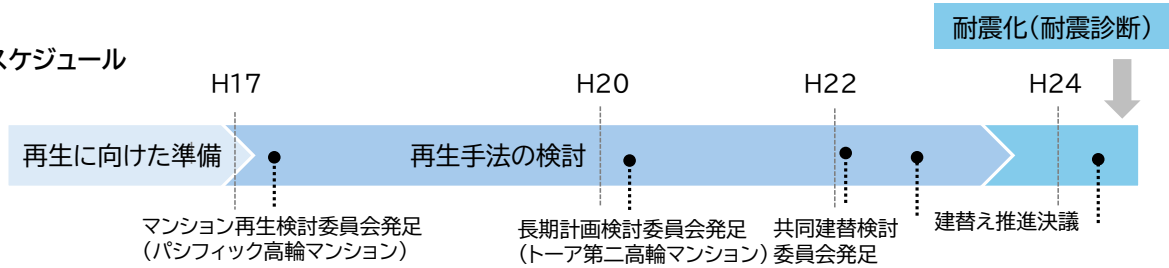 耐震化(耐震診断)
スケジュール
H17
H20
H22
H24
再生に向けた準備
再生手法の検討
マンション再生検討委員会発足
(パシフィック高輪マンション)
長期計画検討委員会発足
(トーア第二高輪マンション)
共同建替検討
委員会発足
建替え推進決議